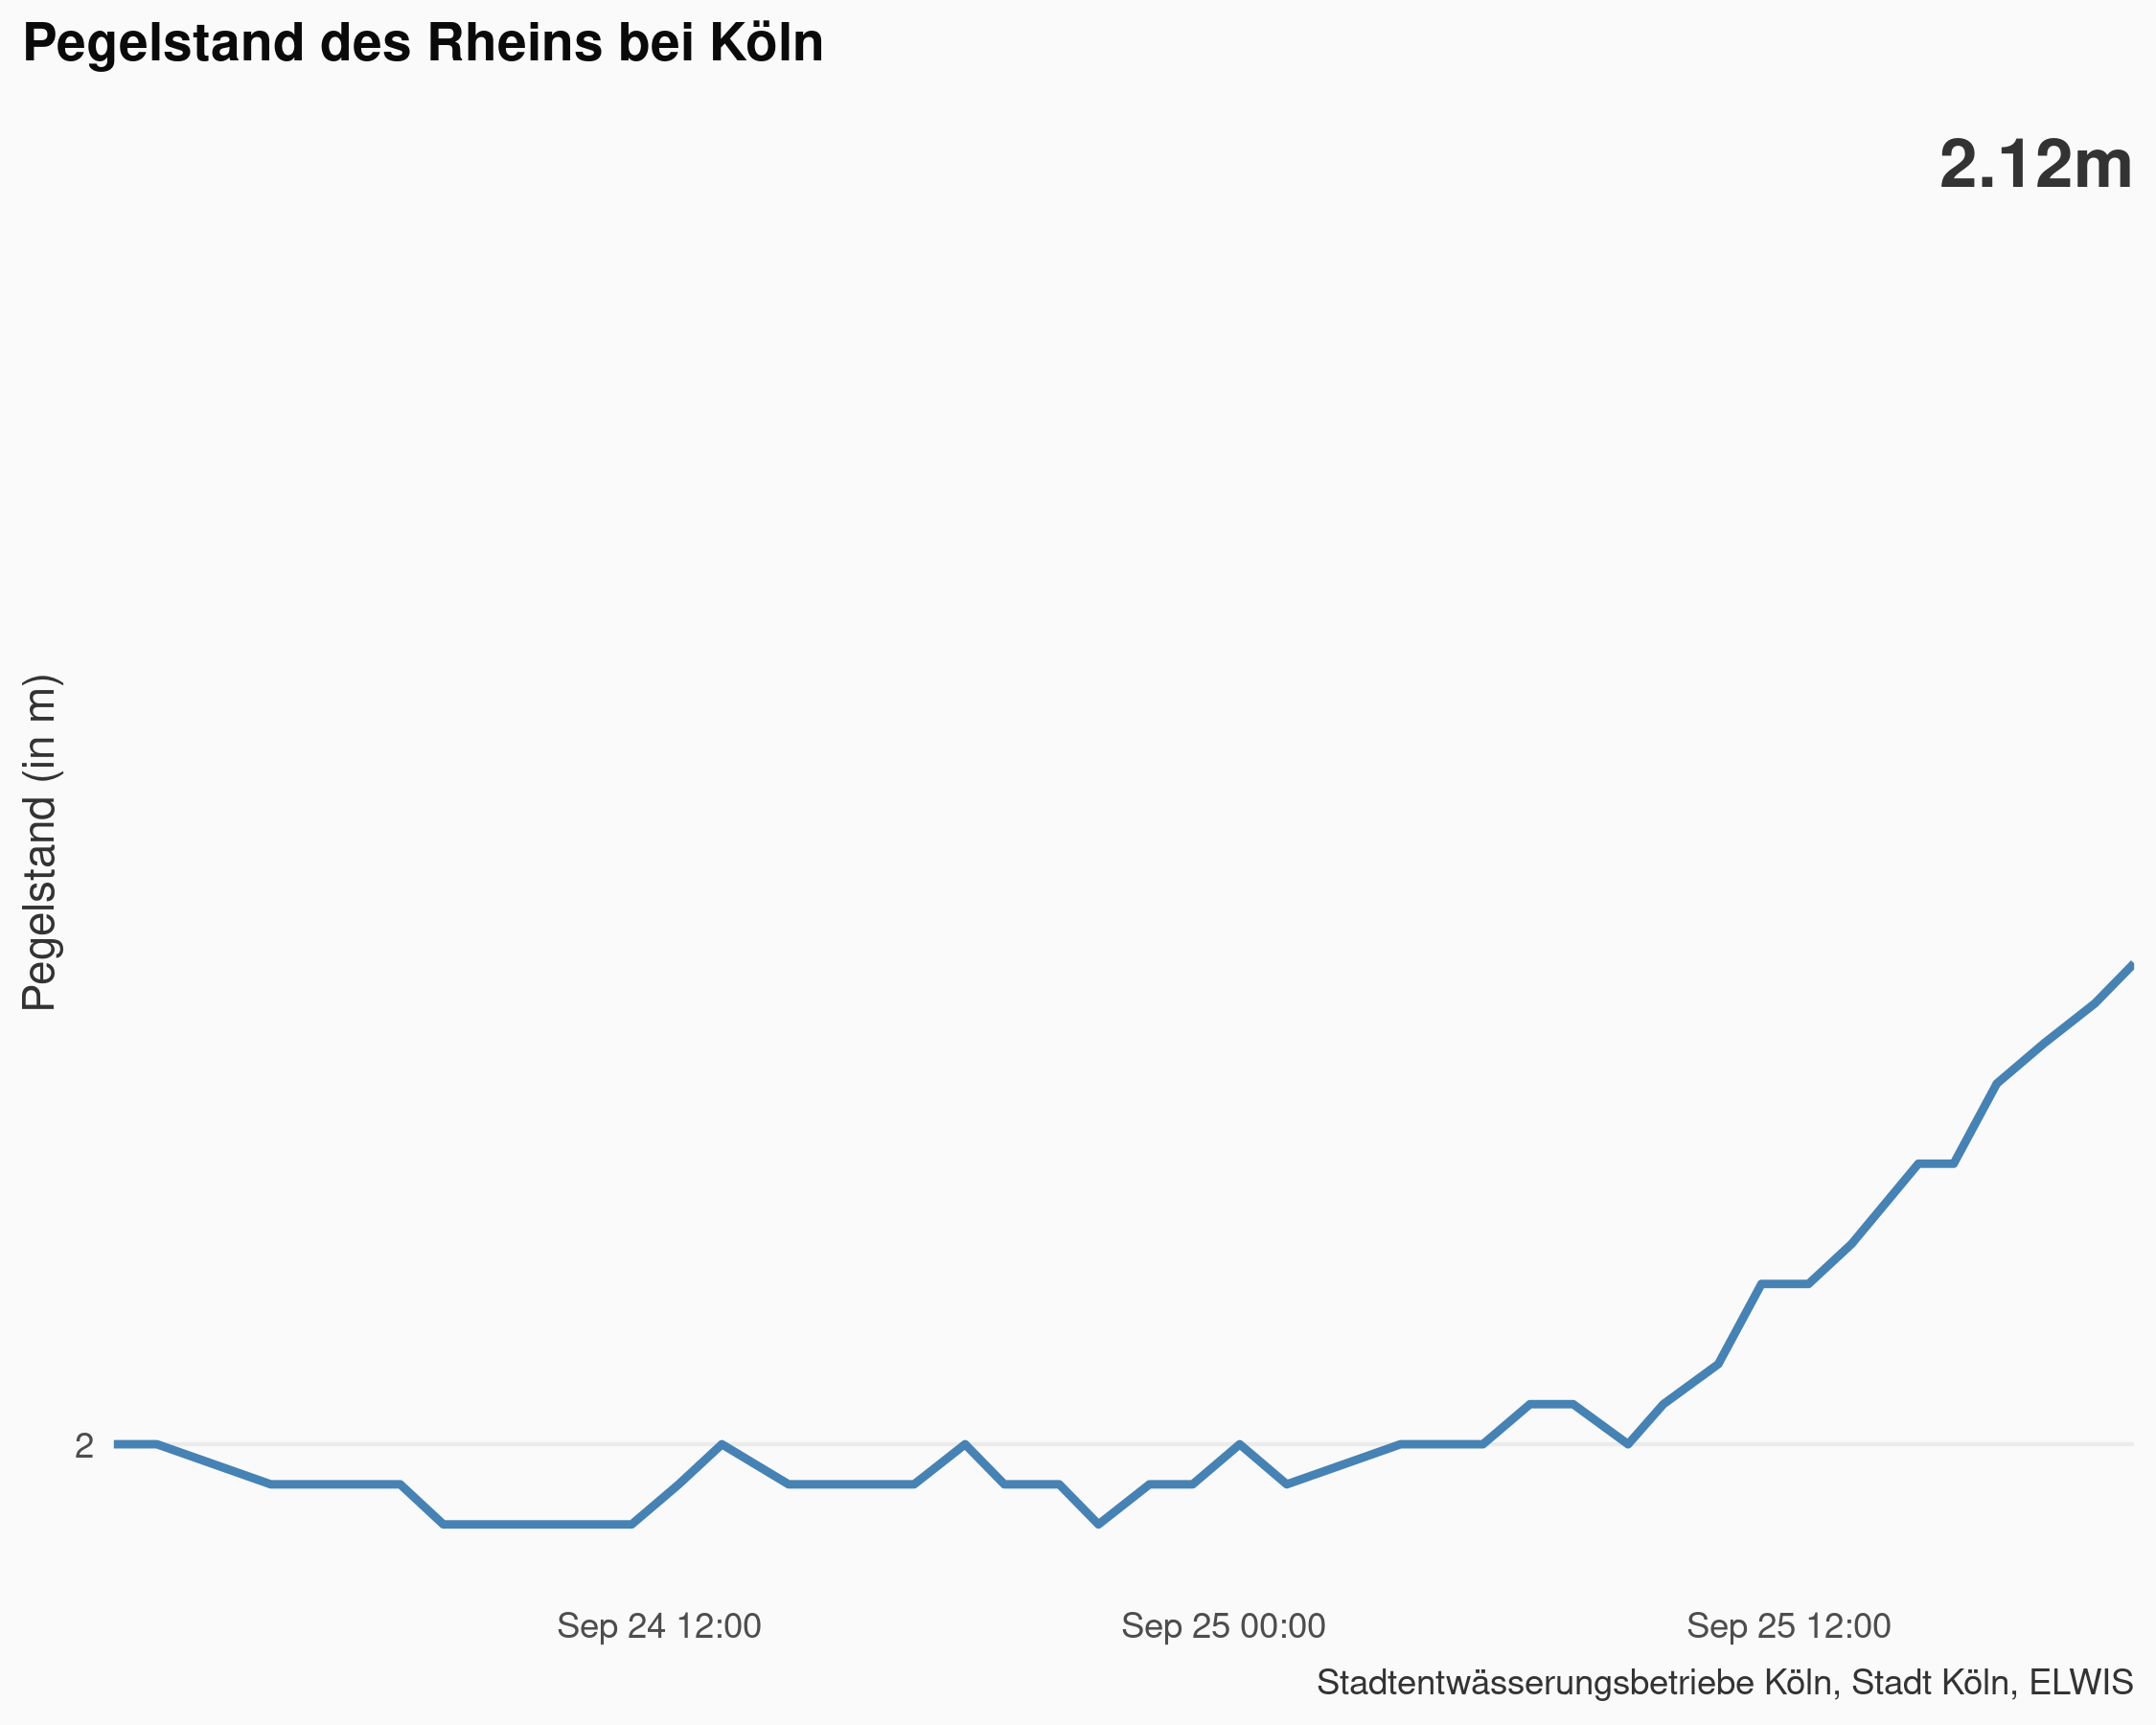 Pegelstand des Rheins bei Köln
2.12m
Pegelstand (in m)
2
Sep 24 12:00
Sep 25 00:00
Sep 25 12:00
Stadtentwässerungsbetriebe Köln, Stadt Köln, ELWIS